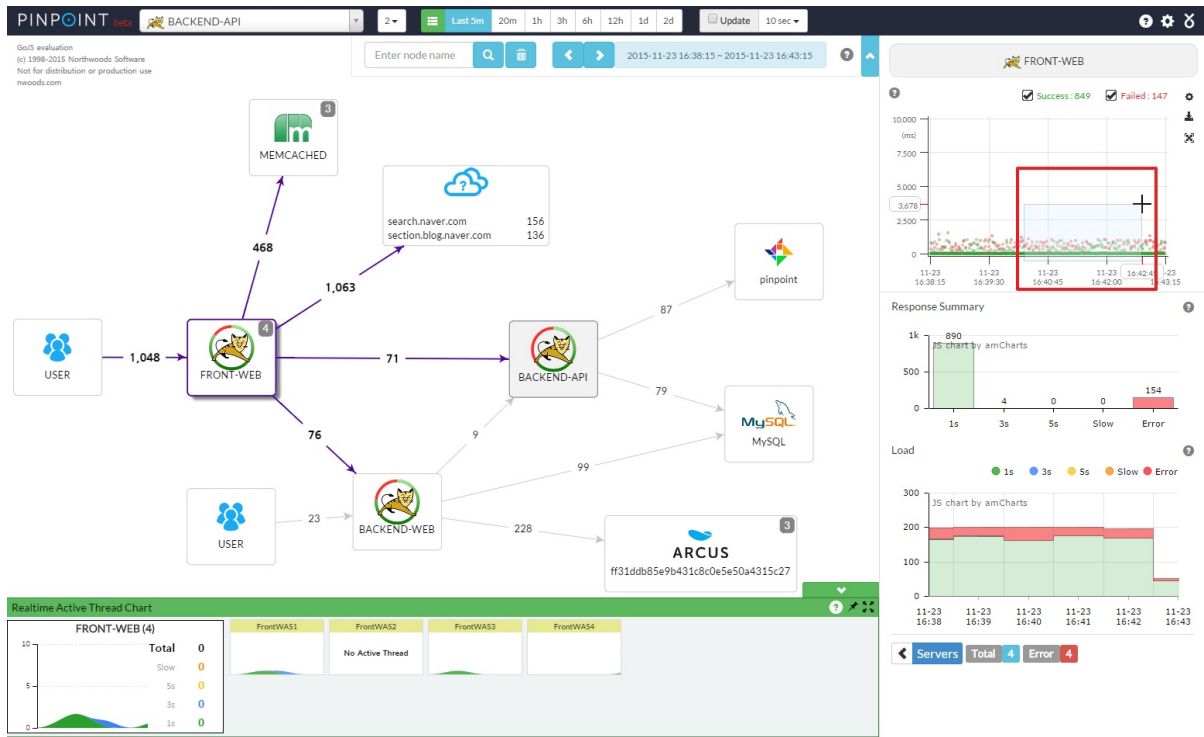 PINPOINT beta
BACKEND-API
2
Last 5m 20m 1h 3h 6h 12h 1d 2d
Update 10 sec
GoJS evaluation
(c) 1998-2015 Northwoods Software
Not for distribution or production use
nwoods.com
Enter node name
2015-11-23 16:38:15 ~ 2015-11-23 16:43:15
3
MEMCACHED
search.naver.com 156
section.blog.naver.com 136
468
1,063
pinpoint
87
USER
1,048
4
FRONT-WEB
71
BACKEND-API
79
MySQL
MySQL
76
9
99
USER
23
BACKEND-WEB
228
3
ARCUS
ff31ddb85e9b431c8c0e5e50a4315c27
Realtime Active Thread Chart
FRONT-WEB (4)
10
5
0
Total 0
Slow 0
5s 0
3s 0
1s 0
FrontWAS1
FrontWAS2
No Active Thread
FrontWAS3
FrontWAS4
FRONT-WEB
Success : 849 Failed : 147
10,000
(ms)
7,500
5,000
3,678
2,500
0
11-23 11-23 11-23 11-23
16:38:15 16:39:30 16:40:45 16:42:00 16:43:15
Response Summary
JS chart by amCharts
1k
500
0
890 4 0 0 154
1s 3s 5s Slow Error
Load
1s 3s 5s Slow Error
JS chart by amCharts
300
200
100
0
11-23 11-23 11-23 11-23 11-23 11-23
16:38 16:39 16:40 16:41 16:42 16:43
Servers Total 4 Error 4